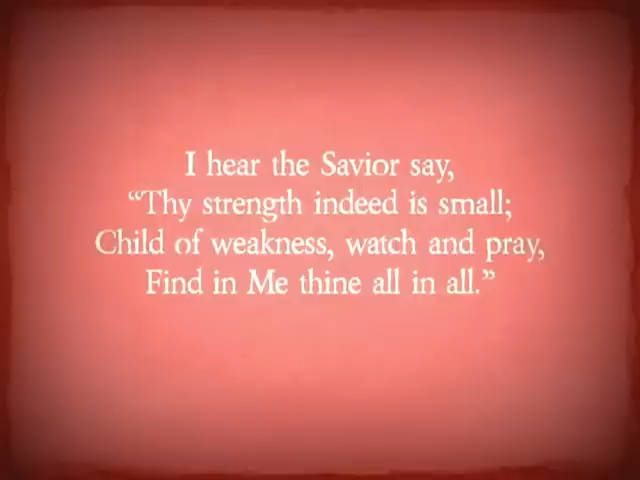 I hear the Savior say,
“Thy strength indeed is small;
Child of weakness, watch and pray,
Find in Me thine all in all.”